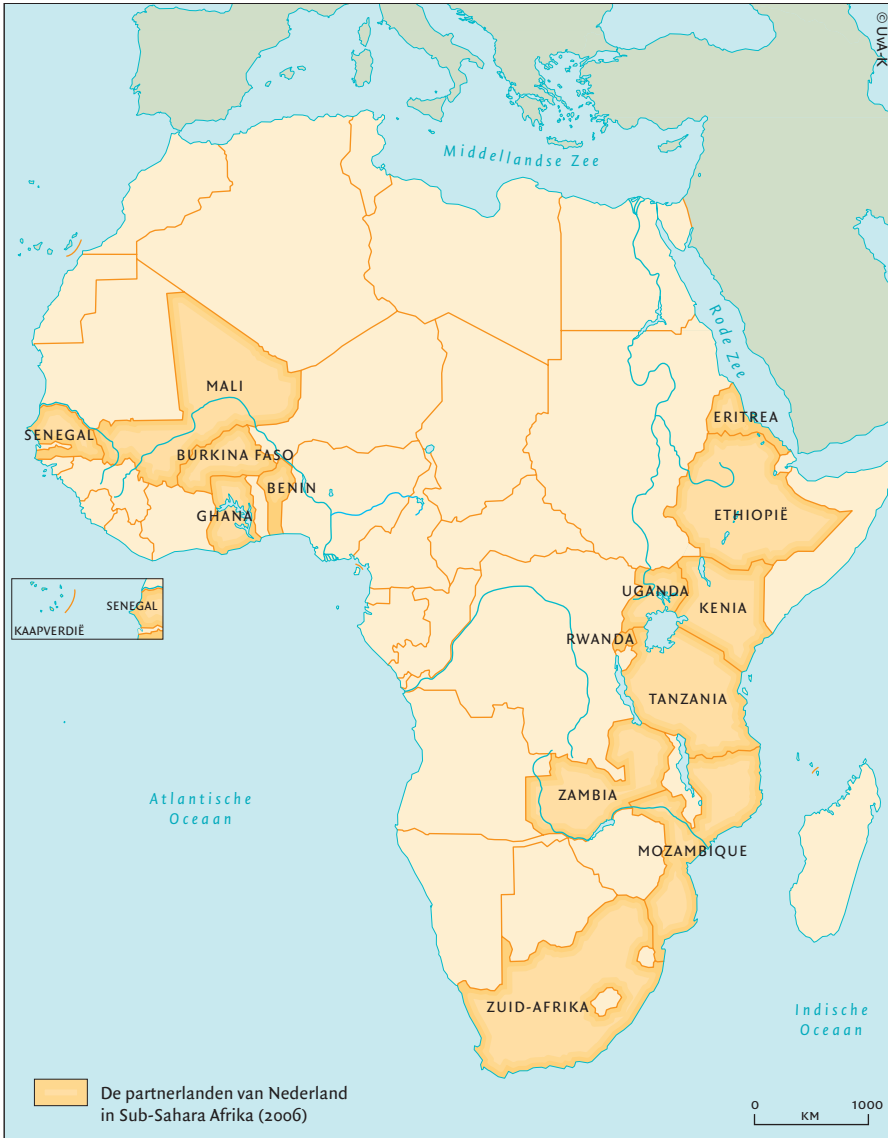 © UvA-K
Middellandse Zee
Rode Zee
MALI
ERITREA
SENEGAL
BURKINA FASO
BENIN
GHANA
ETHIOPIË
UGANDA
KENIA
SENEGAL
KAAPVERDIË
RWANDA
TANZANIA
ZAMBIA
Atlantische
Oceaan
MOZAMBIQUE
ZUID-AFRIKA
Indische
Oceaan
De partnerlanden van Nederland
in Sub-Sahara Afrika (2006)
0 1000
KM